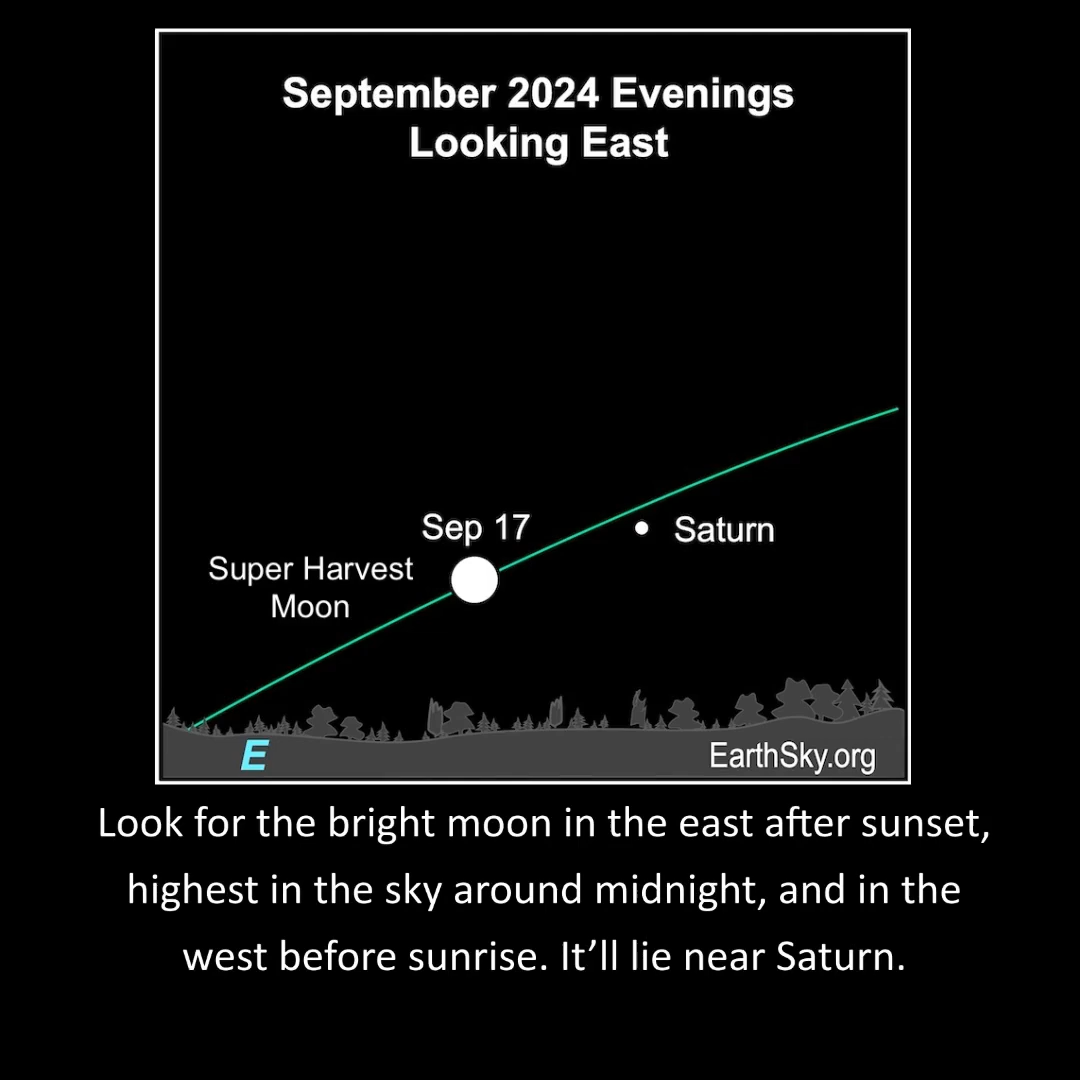 September 2024 Evenings
Looking East
Sep 17
Saturn
Super Harvest
Moon
E
EarthSky.org
Look for the bright moon in the east after sunset,
highest in the sky around midnight, and in the
west before sunrise. It’ll lie near Saturn.